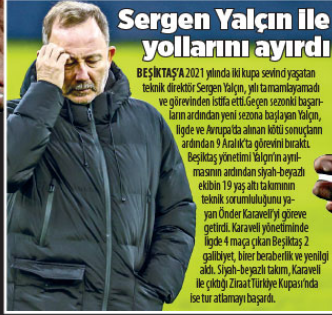 Sergen Yalçın ile
yollarını ayırdı
BEŞİKTAŞ'A 2021 yılında iki kupa sevinci yaşatan
teknik direktör Sergen Yalçın, yılı tamamlayamadı
ve görevinden istifa etti. Geçen sezonki başarı-
ların ardından yeni sezona başlayan Yalçın,
ligde ve Avrupa'da alınan kötü sonuçların
ardından 9 Aralık'ta görevini bıraktı.
Beşiktaş yönetimi Yalçın'ın ayrıl-
masının ardından siyah-beyazlı
ekibin 19 yaş altı takımının
teknik sorumluluğunu ya-
pan Önder Karaveli'yi göreve
getirdi. Karaveli yönetiminde
ligde 4 maça çıkan Beşiktaş 2
galibiyet, birer beraberlik ve yenilgi
aldı. Siyah-beyazlı takım, Karaveli
ile çıktığı Ziraat Türkiye Kupası'nda
ise tur atlamayı başardı.